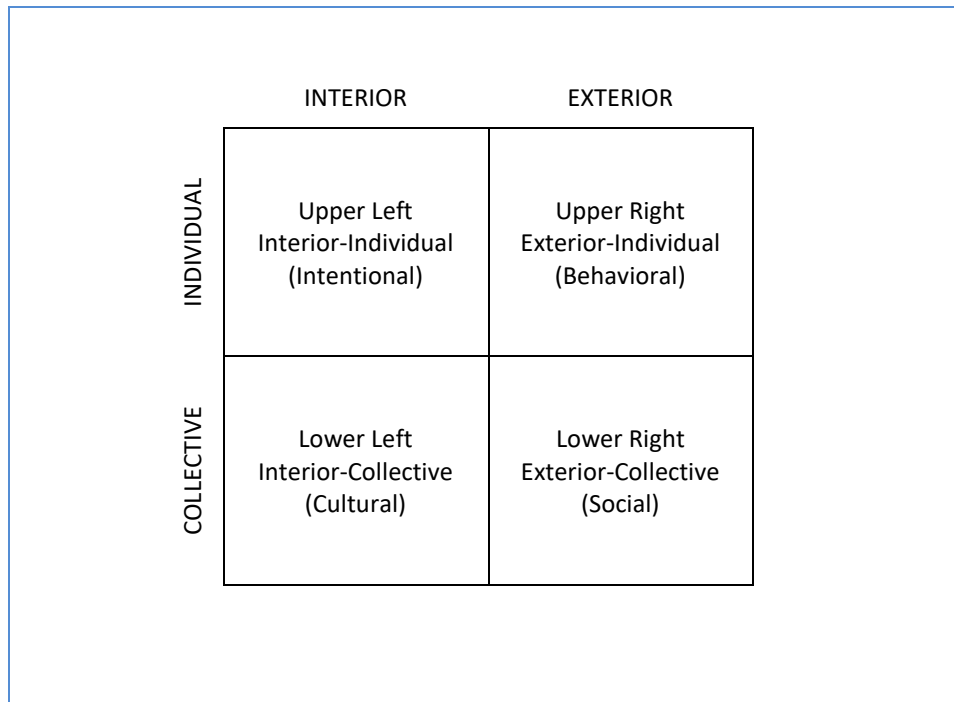 INTERIOR
EXTERIOR
INDIVIDUAL
Upper Left
Interior-Individual
(Intentional)
Upper Right
Exterior-Individual
(Behavioral)
COLLECTIVE
Lower Left
Interior-Collective
(Cultural)
Lower Right
Exterior-Collective
(Social)